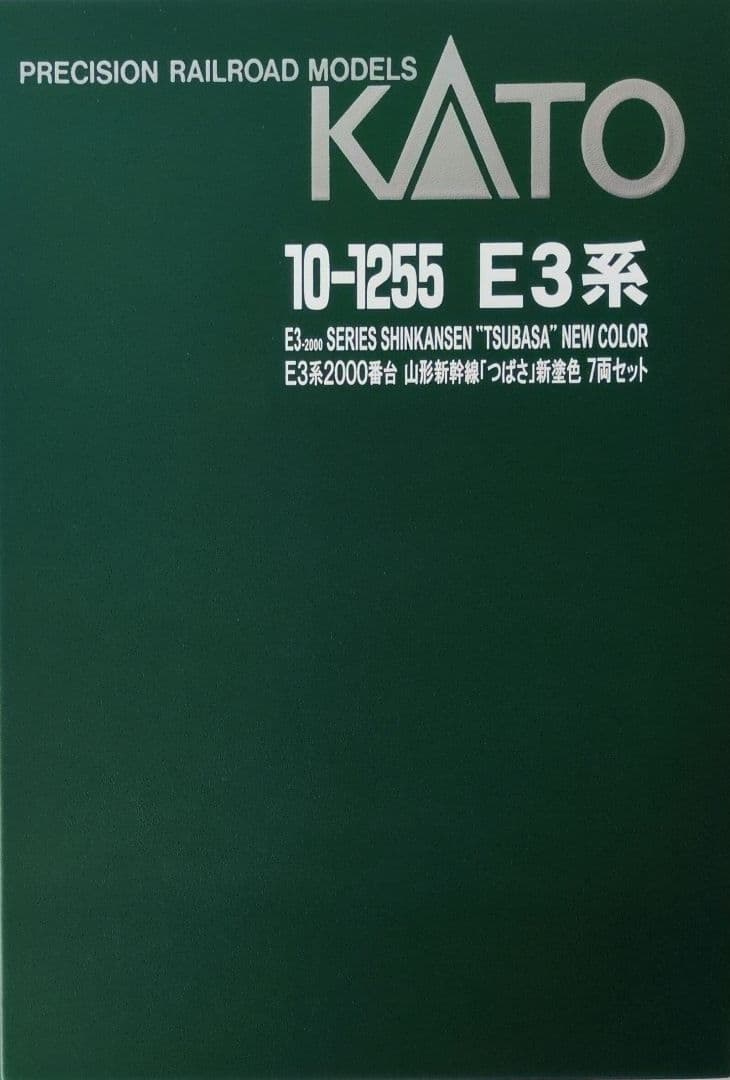 PRECISION RAILROAD MODELS
KATO
10-1255 E3系
E3-2000 SERIES SHINKANSEN "TSUBASA" NEW COLOR
E3系2000番台 山形新幹線「つばさ」新塗色 7両セット